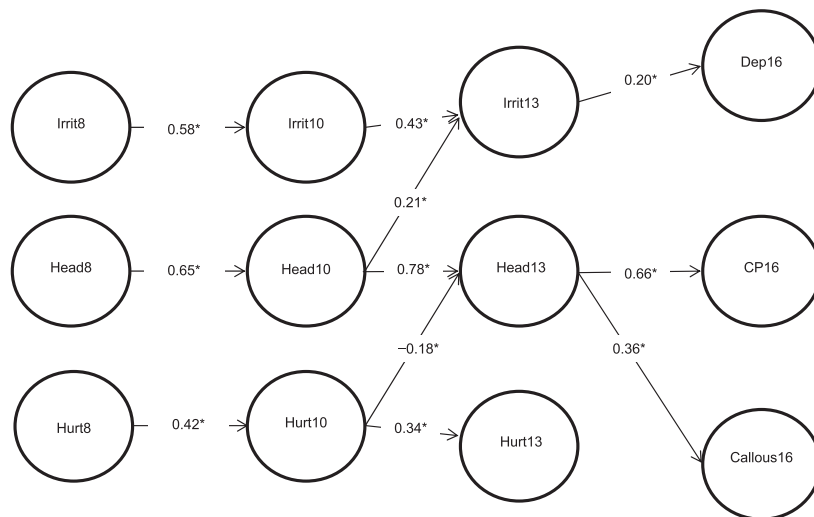 Dep16
0.20*
Irrit8
0.58*
Irrit10
0.43*
Irrit13
0.21*
Head8
0.65*
Head10
0.78*
Head13
0.66*
CP16
−0.18*
0.36*
Hurt8
0.42*
Hurt10
0.34*
Hurt13
Callous16